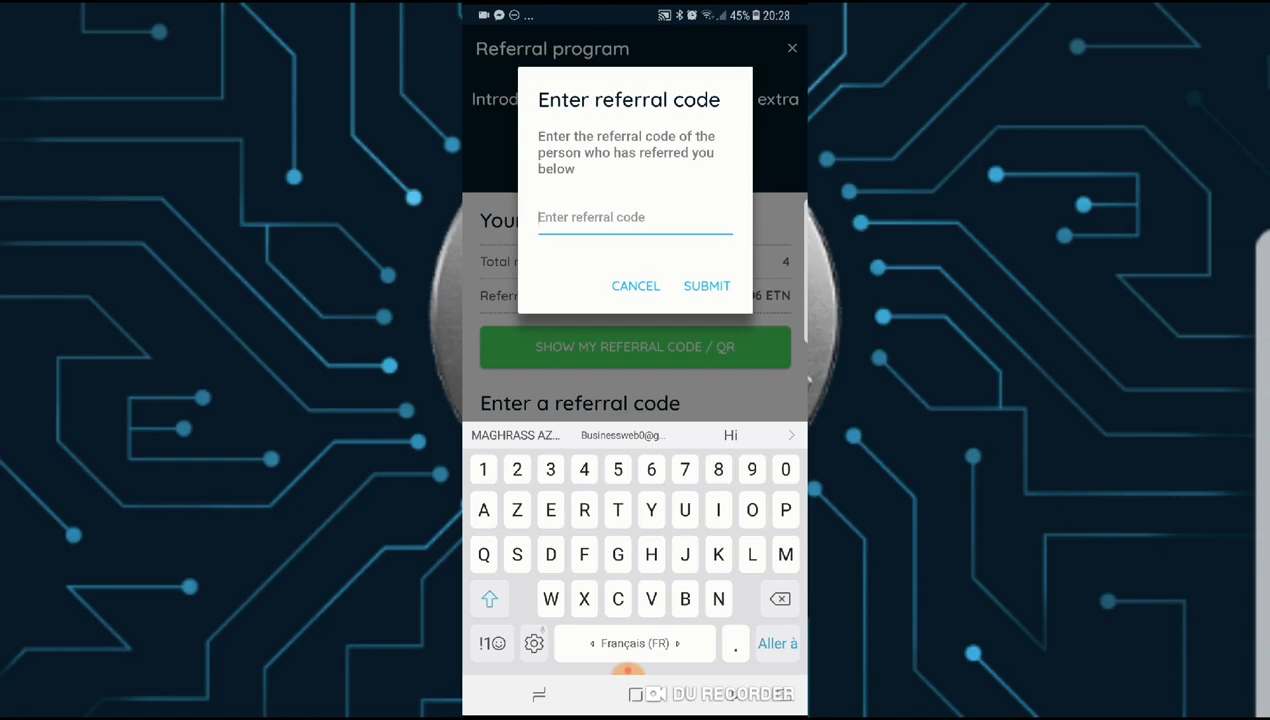 ... 45% 20:28
Referral program ×
Introd extra
Enter referral code
Enter the referral code of the
person who has referred you
below
Enter referral code
CANCEL SUBMIT
You
Total 4
Refer 6 ETN
SHOW MY REFERRAL CODE / QR
Enter a referral code
MAGHRASS AZ... Businessweb0@g... Hi
1 2 3 4 5 6 7 8 9 0
A Z E R T Y U I O P
Q S D F G H J K L M
W X C V B N
!1☺ Français (FR) . Aller à
DU RECORDER